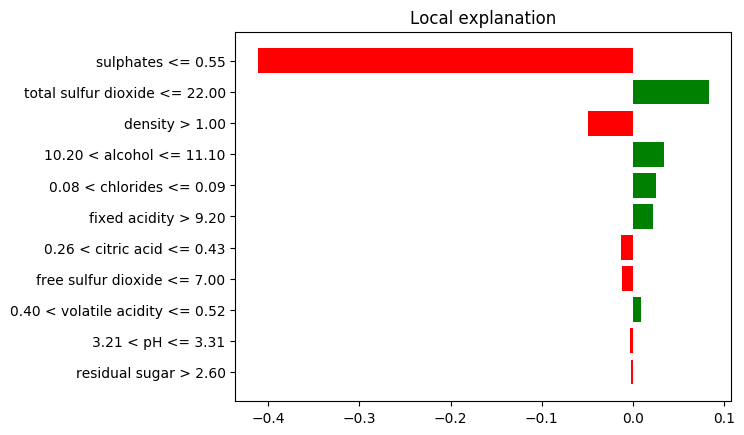 Local explanation
sulphates <= 0.55
total sulfur dioxide <= 22.00
density > 1.00
10.20 < alcohol <= 11.10
0.08 < chlorides <= 0.09
fixed acidity > 9.20
0.26 < citric acid <= 0.43
free sulfur dioxide <= 7.00
0.40 < volatile acidity <= 0.52
3.21 < pH <= 3.31
residual sugar > 2.60
−0.4 −0.3 −0.2 −0.1 0.0 0.1